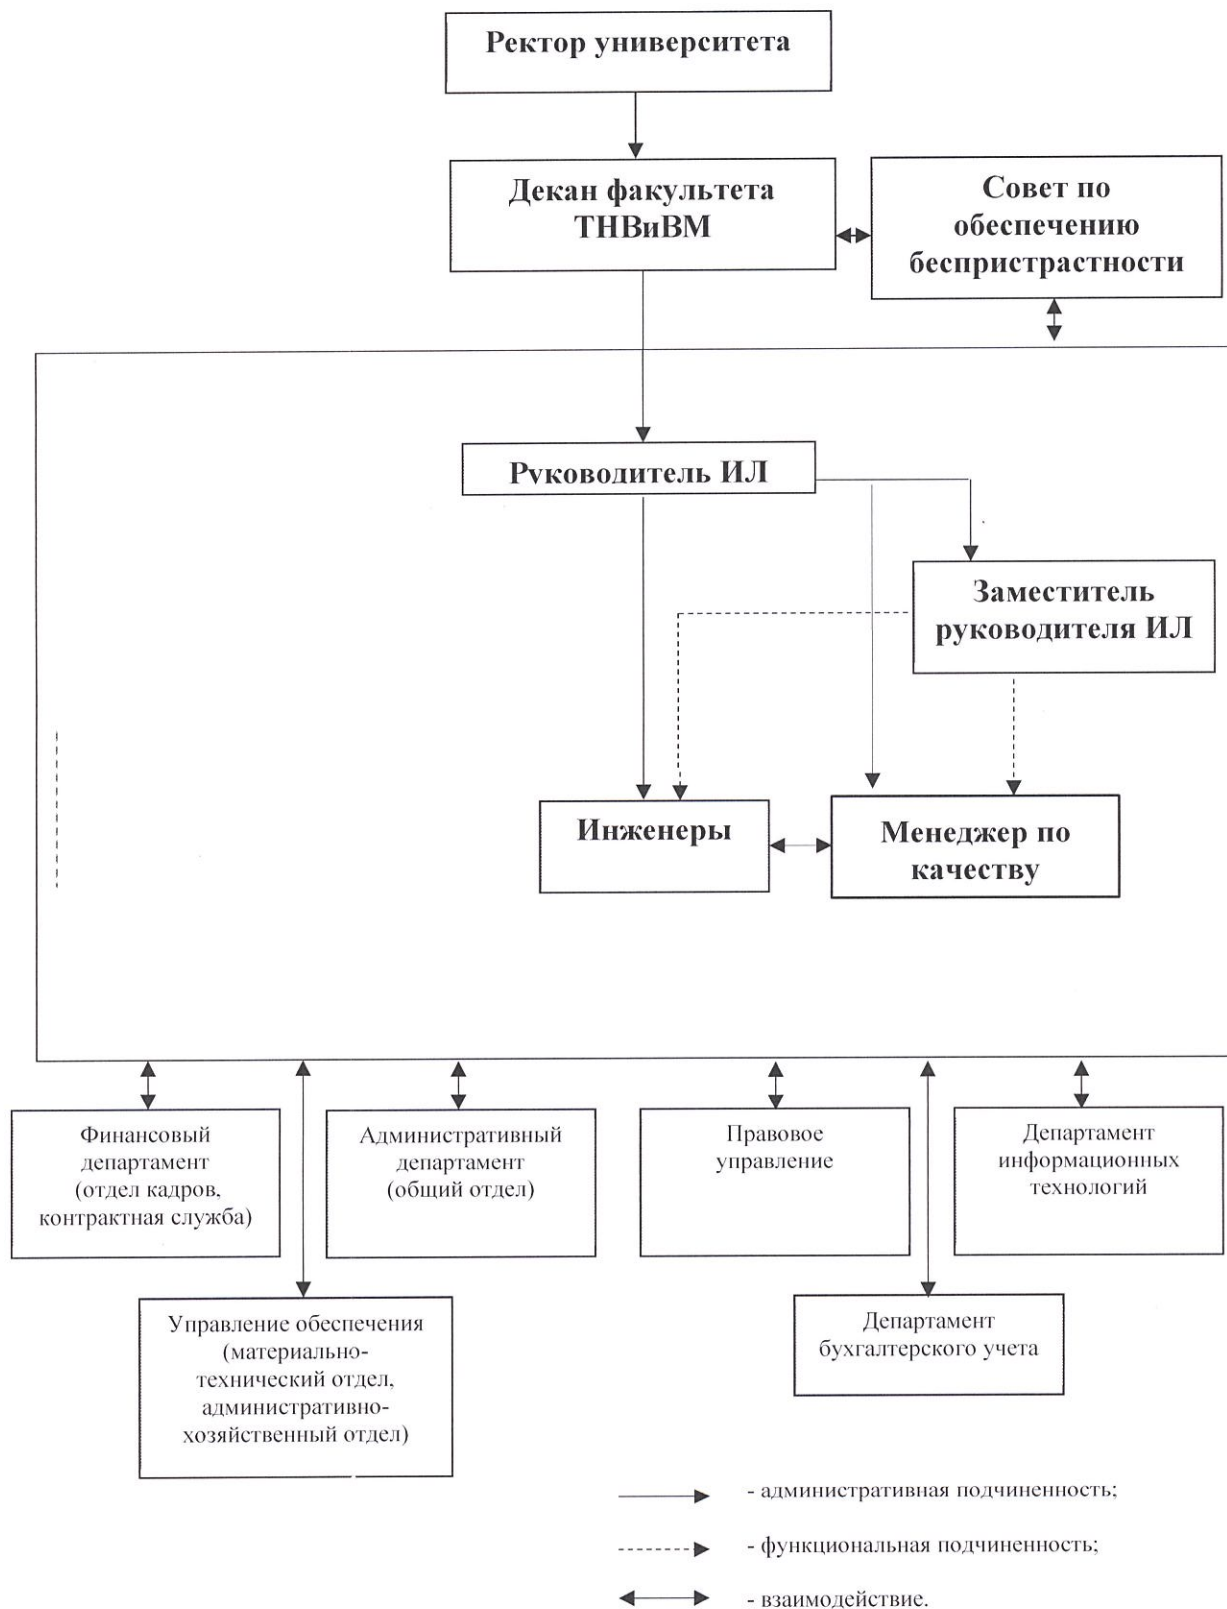 Ректор университета
Декан факультета
ТНВиВМ
Совет по
обеспечению
беспристрастности
Руководитель ИЛ
Заместитель
руководителя ИЛ
Инженеры
Менеджер по
качеству
Финансовый
департамент
(отдел кадров,
контрактная служба)
Административный
департамент
(общий отдел)
Правовое
управление
Департамент
информационных
технологий
Управление обеспечения
(материально-
технический отдел,
административно-
хозяйственный отдел)
Департамент
бухгалтерского учета
- административная подчиненность;
- функциональная подчиненность;
- взаимодействие.